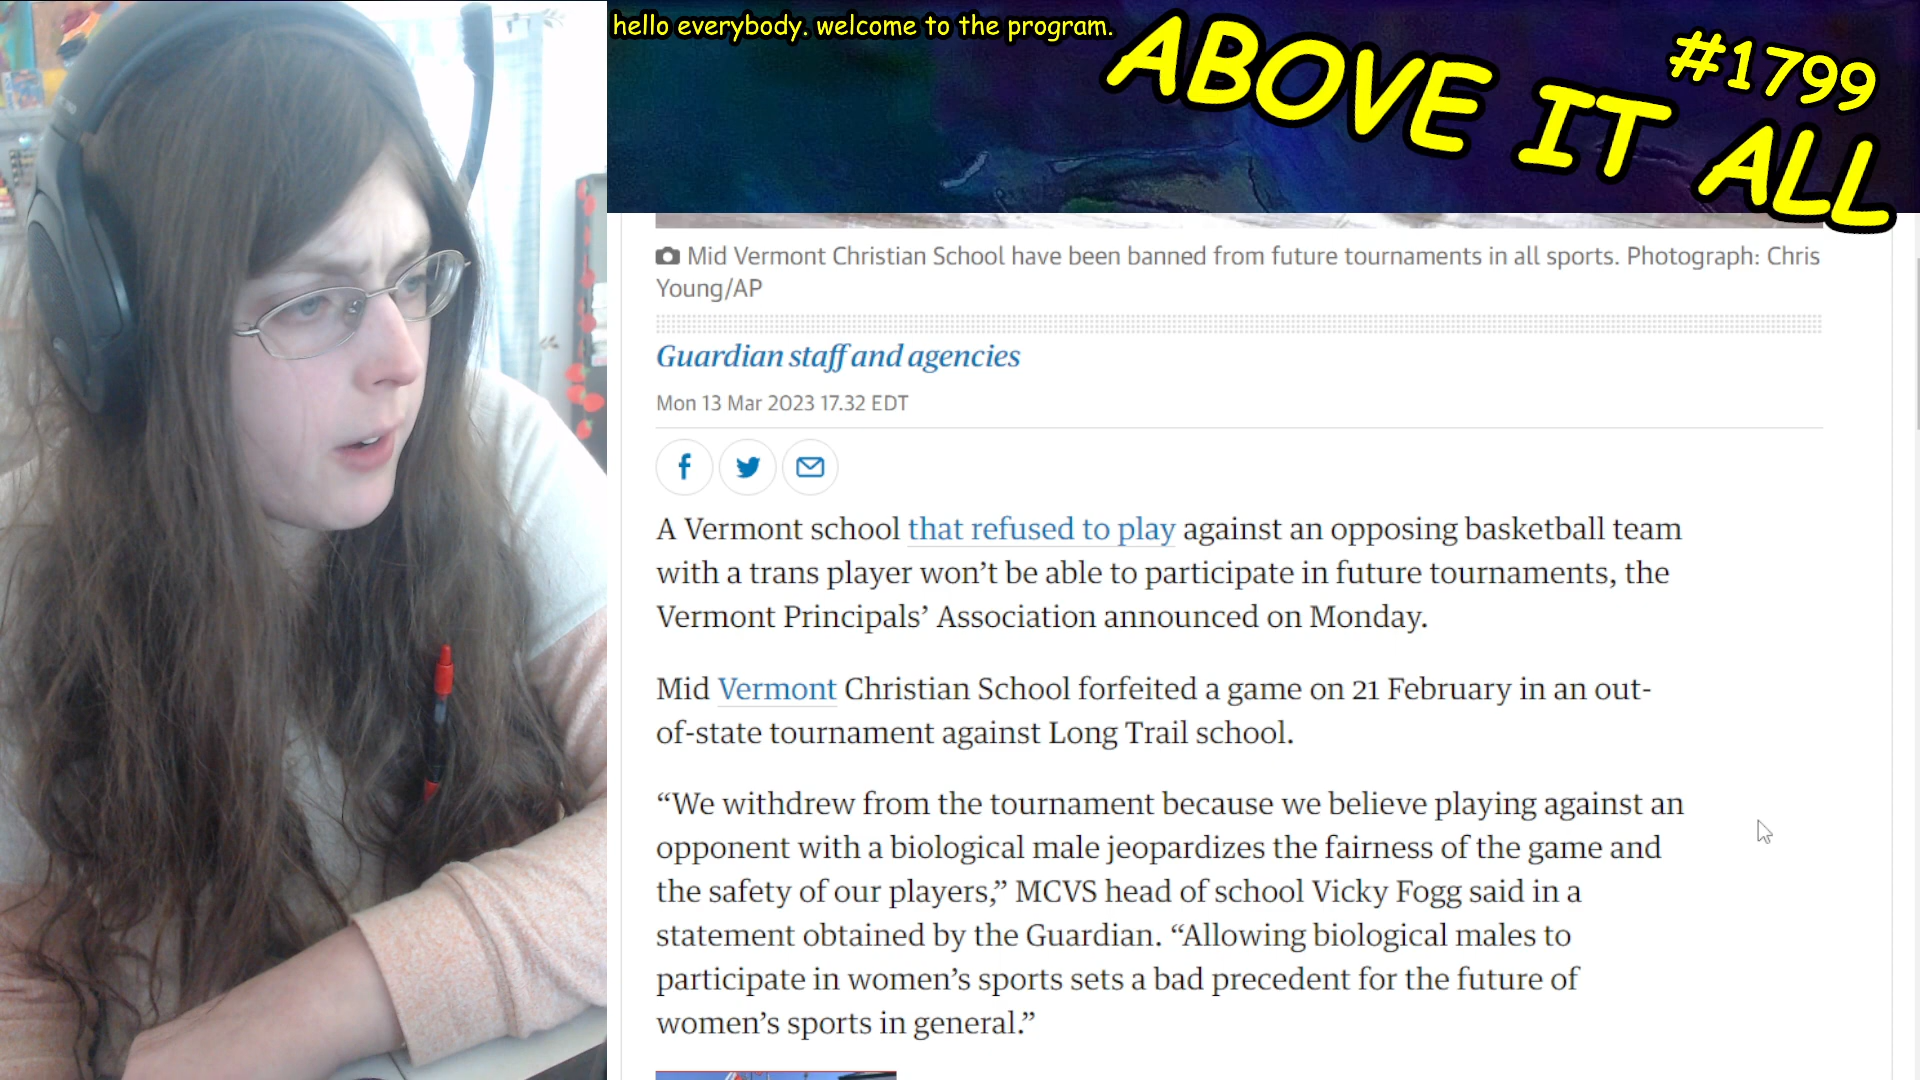 hello everybody. welcome to the program.
ABOVE IT ALL
#1799
Mid Vermont Christian School have been banned from future tournaments in all sports. Photograph: Chris
Young/AP
Guardian staff and agencies
Mon 13 Mar 2023 17.32 EDT
A Vermont school that refused to play against an opposing basketball team
with a trans player won’t be able to participate in future tournaments, the
Vermont Principals’ Association announced on Monday.
Mid Vermont Christian School forfeited a game on 21 February in an out-
of-state tournament against Long Trail school.
“We withdrew from the tournament because we believe playing against an
opponent with a biological male jeopardizes the fairness of the game and
the safety of our players,” MCVS head of school Vicky Fogg said in a
statement obtained by the Guardian. “Allowing biological males to
participate in women’s sports sets a bad precedent for the future of
women’s sports in general.”